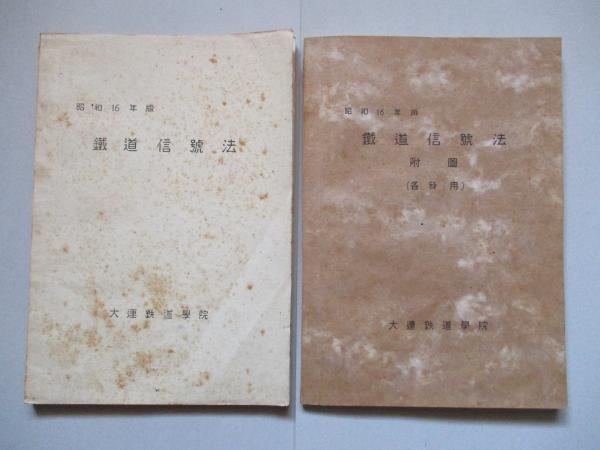 昭和16年版
鐵道信號法
大連鉄道學院
昭和16年版
鐵道信號法
附圖
(各科用)
大連鉄道學院